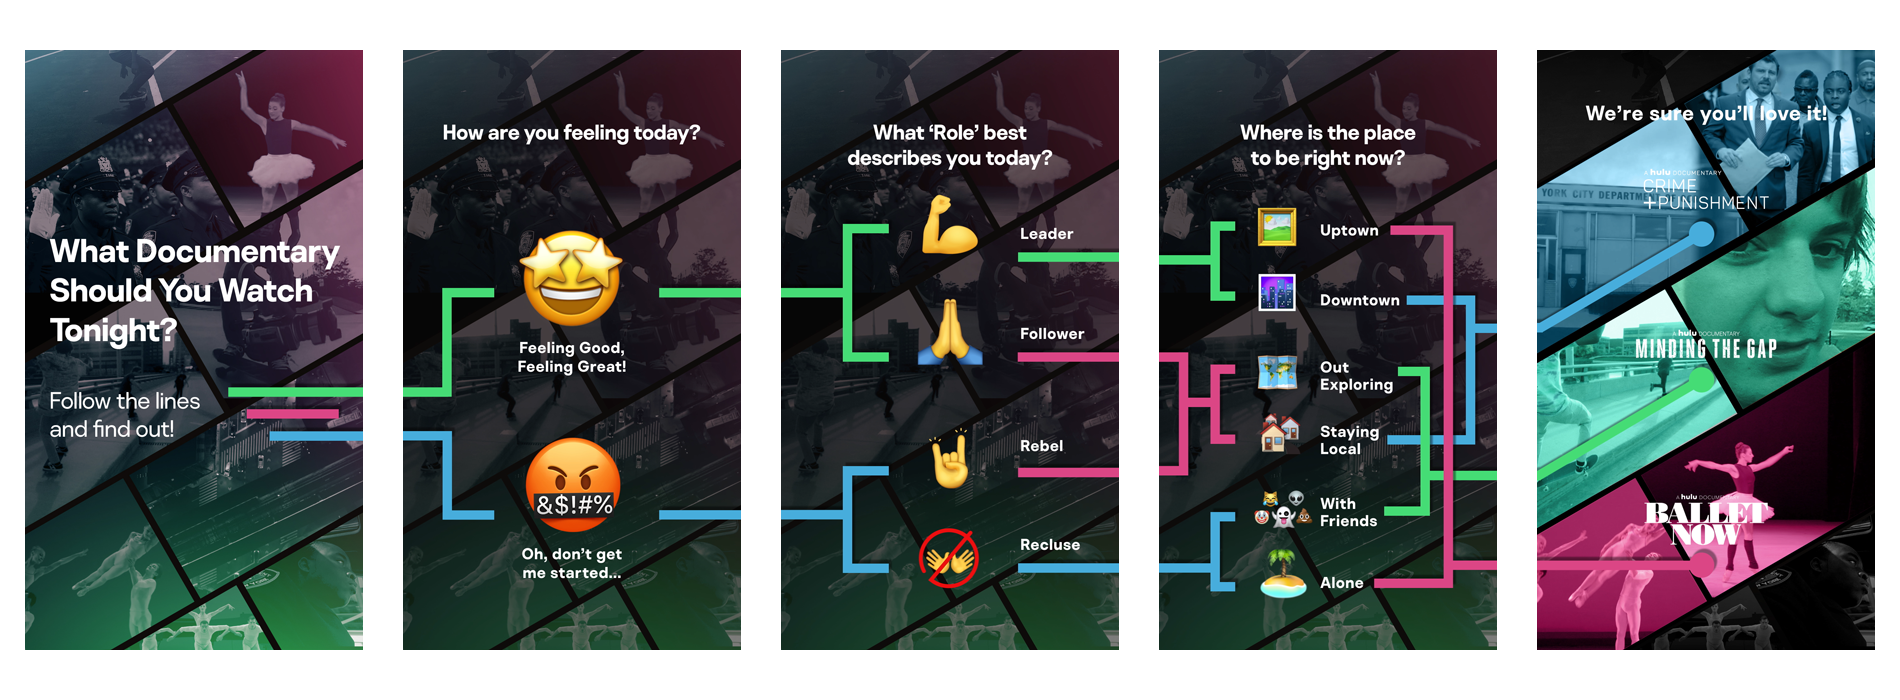 What Documentary
Should You Watch
Tonight?
Follow the lines
and find out!
How are you feeling today?
Feeling Good,
Feeling Great!
&$!#%
Oh, don’t get
me started...
What ‘Role’ best
describes you today?
Leader
Follower
Rebel
Recluse
Where is the place
to be right now?
Uptown
Downtown
Out
Exploring
Staying
Local
With
Friends
Alone
We’re sure you’ll love it!
A hulu DOCUMENTARY
CRIME
+PUNISHMENT
YORK CITY DEPARTM
A hulu DOCUMENTARY
MINDING THE GAP
A hulu DOCUMENTARY
BALLET
NOW